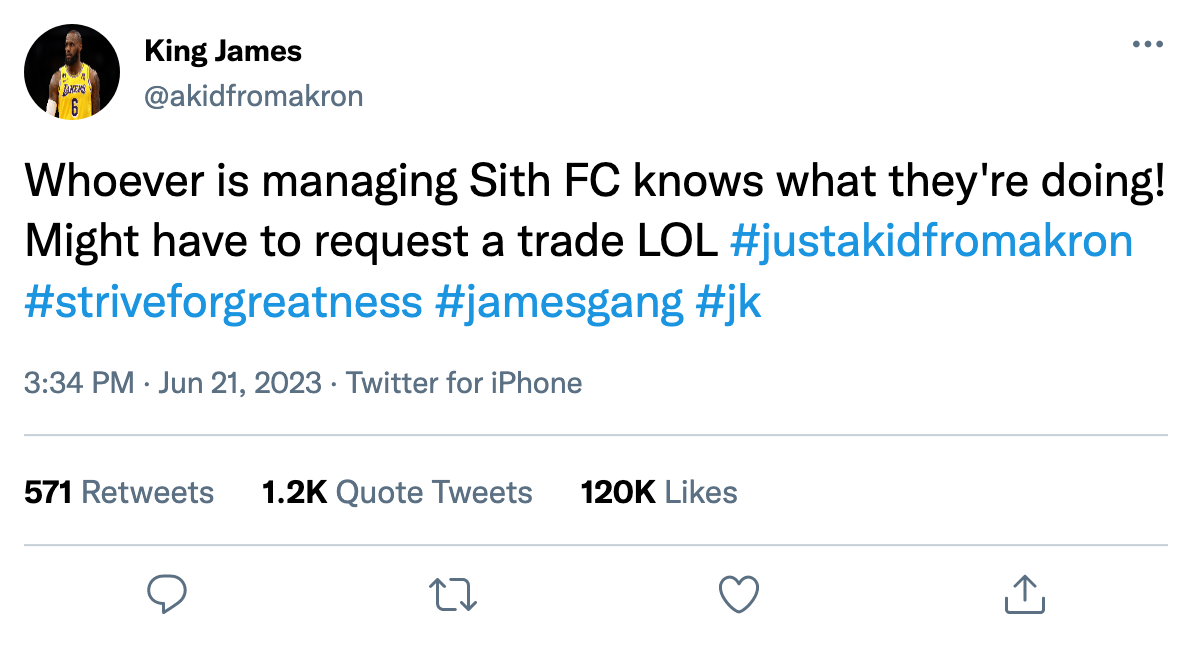 King James
@akidfromakron
LAKERS
6
Whoever is managing Sith FC knows what they're doing!
Might have to request a trade LOL #justakidfromakron
#striveforgreatness #jamesgang #jk
3:34 PM · Jun 21, 2023 · Twitter for iPhone
571 Retweets 1.2K Quote Tweets 120K Likes